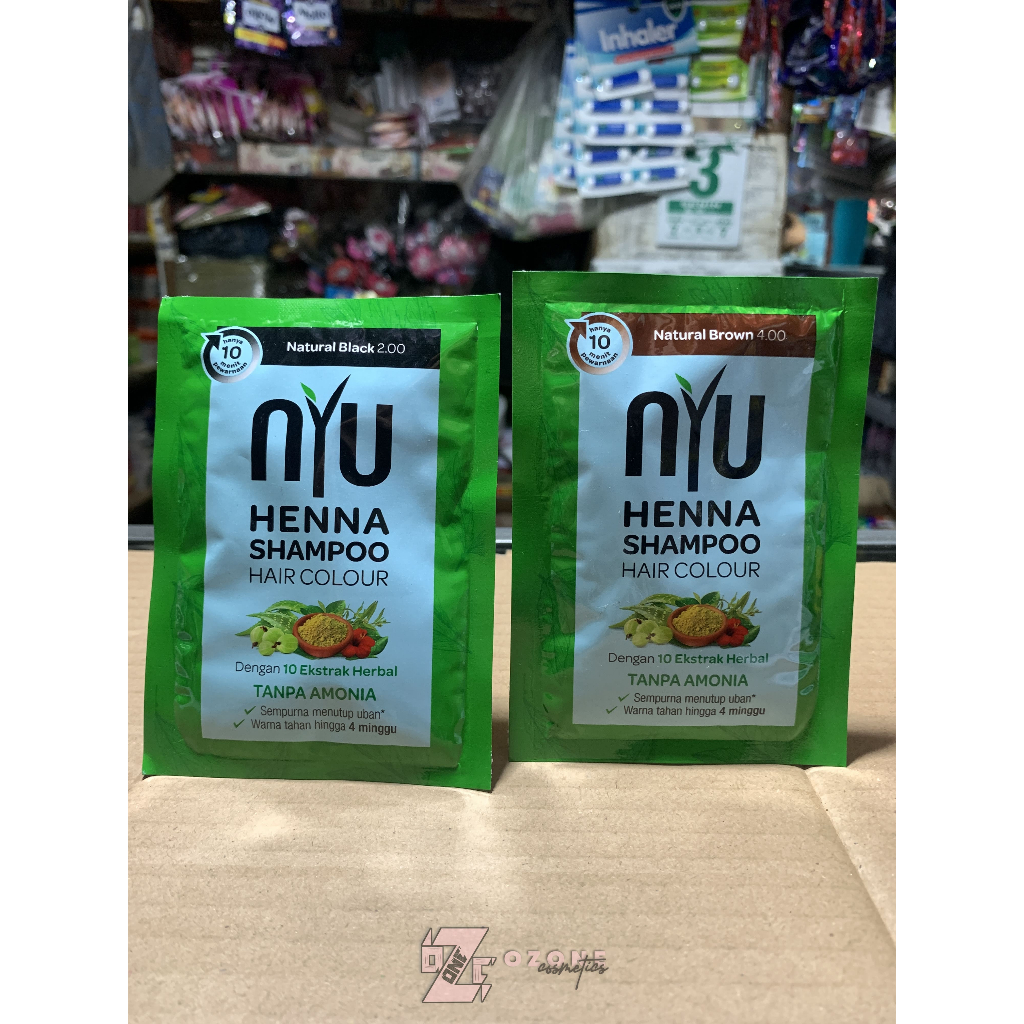 Inhaler
3
hanya
10
menit
pewarnaan
Natural Black 2.00
NYU
HENNA
SHAMPOO
HAIR COLOUR
Dengan 10 Ekstrak Herbal
TANPA AMONIA
Sempurna menutup uban*
Warna tahan hingga 4 minggu
hanya
10
menit
pewarnaan
Natural Brown 4.00
NYU
HENNA
SHAMPOO
HAIR COLOUR
Dengan 10 Ekstrak Herbal
TANPA AMONIA
Sempurna menutup uban*
Warna tahan hingga 4 minggu
OZONE
cosmetics